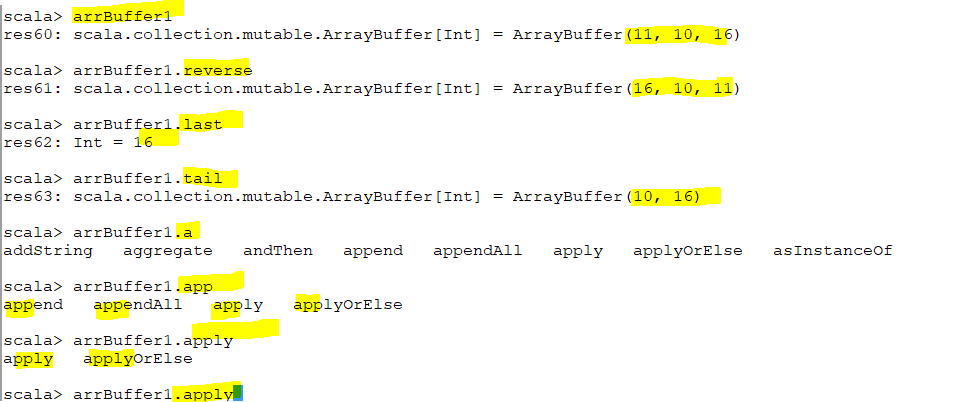 scala> arrBuffer1
res60: scala.collection.mutable.ArrayBuffer[Int] = ArrayBuffer(11, 10, 16)
scala> arrBuffer1.reverse
res61: scala.collection.mutable.ArrayBuffer[Int] = ArrayBuffer(16, 10, 11)
scala> arrBuffer1.last
res62: Int = 16
scala> arrBuffer1.tail
res63: scala.collection.mutable.ArrayBuffer[Int] = ArrayBuffer(10, 16)
scala> arrBuffer1.a
addString   aggregate   andThen   append   appendAll   apply   applyOrElse   asInstanceOf
scala> arrBuffer1.app
append   appendAll   apply   applyOrElse
scala> arrBuffer1.apply
apply   applyOrElse
scala> arrBuffer1.apply